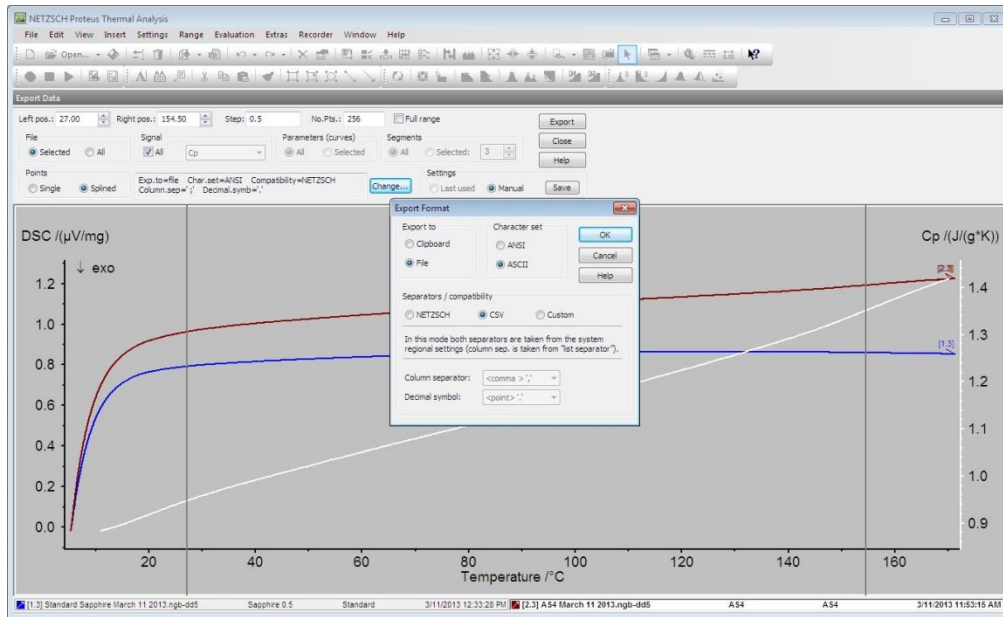 NETZSCH Proteus Thermal Analysis
File Edit View Insert Settings Range Evaluation Extras Recorder Window Help
Open...
Export Data
Left pos.: 27.00 Right pos.: 154.50 Step: 0.5 No.Pts.: 256 Full range Export
File Signal Parameters (curves) Segments Close
Selected All All Cp All Selected All Selected: 3 Help
Points Settings
Single Splined Exp.to=file Char.set=ANSI Compatibility=NETZSCH Change... Last used Manual Save
Column.sep=';' Decimal.symb='.'
Export Format
Export to Character set OK
Clipboard ANSI Cancel
File ASCII Help
Separators / compatibility
NETZSCH CSV Custom
In this mode both separators are taken from the system
regional settings (column sep. is taken from "list separator").
Column separator: <comma > ','
Decimal symbol: <point> '.'
DSC /(µV/mg) Cp /(J/(g*K))
↓ exo
[2.3]
1.2 1.4
1.0 1.3
[1.3]
0.8 1.2
0.6 1.1
0.4 1.0
0.2 0.9
0.0
20 40 60 80 100 120 140 160
Temperature /°C
[1.3] Standard Sapphire March 11 2013.ngb-dd5 Sapphire 0.5 Standard 3/11/2013 12:33:28 PM [2.3] AS4 March 11 2013.ngb-dd5 AS4 AS4 3/11/2013 11:53:15 AM